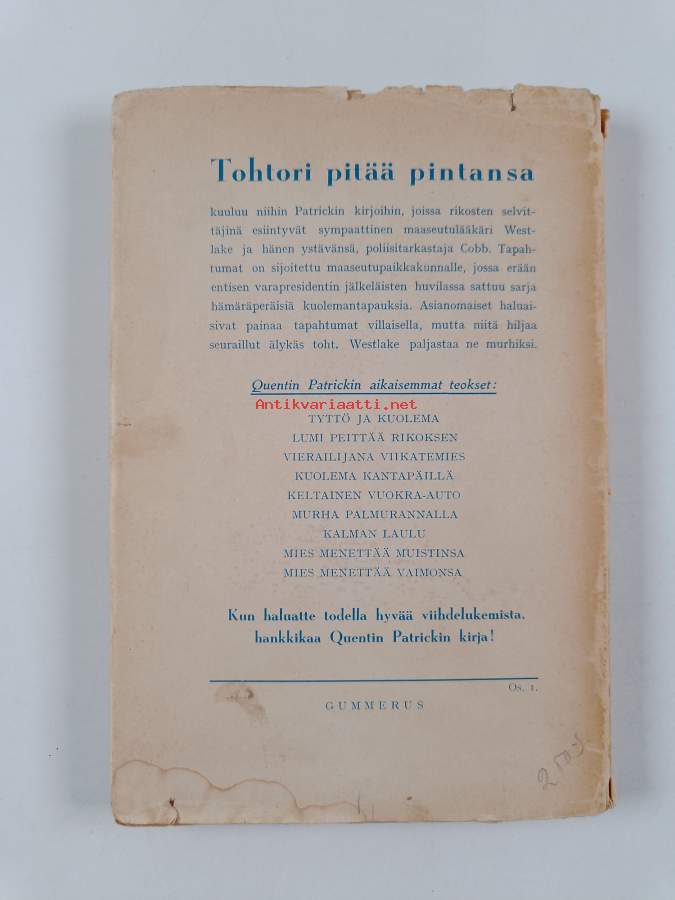 Tohtori pitää pintansa
kuuluu niihin Patrickin kirjoihin, joissa rikosten selvit-
täjinä esiintyvät sympaattinen maaseutulääkäri West-
lake ja hänen ystävänsä, poliisitarkastaja Cobb. Tapah-
tumat on sijoitettu maaseutupaikkakunnalle, jossa erään
entisen varapresidentin jälkeläisten huvilassa sattuu sarja
hämäräperäisiä kuolemantapauksia. Asianomaiset haluai-
sivat painaa tapahtumat villaisella, mutta niitä hiljaa
seuraillut älykäs toht. Westlake paljastaa ne murhiksi.
Quentin Patrickin aikaisemmat teokset:
Antikvariaatti.net
TYTTÖ JA KUOLEMA
LUMI PEITTÄÄ RIKOKSEN
VIERAILIJANA VIIKATEMIES
KUOLEMA KANTAPÄILLÄ
KELTAINEN VUOKRA-AUTO
MURHA PALMURANNALLA
KALMAN LAULU
MIES MENETTÄÄ MUISTINSA
MIES MENETTÄÄ VAIMONSA
Kun haluatte todella hyvää viihdelukemista,
hankkikaa Quentin Patrickin kirja!
Os. 1.
GUMMERUS